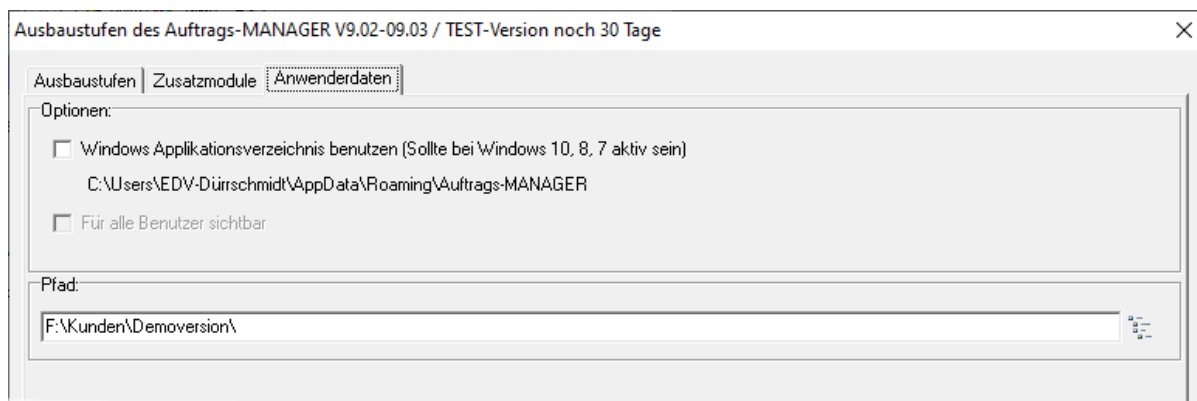 Ausbaustufen des Auftrags-MANAGER V9.02-09.03 / TEST-Version noch 30 Tage
Ausbaustufen Zusatzmodule Anwenderdaten
Optionen:
Windows Applikationsverzeichnis benutzen (Sollte bei Windows 10, 8, 7 aktiv sein)
C:\Users\EDV-Dürrschmidt\AppData\Roaming\Auftrags-MANAGER
Für alle Benutzer sichtbar
Pfad:
F:\Kunden\Demoversion\